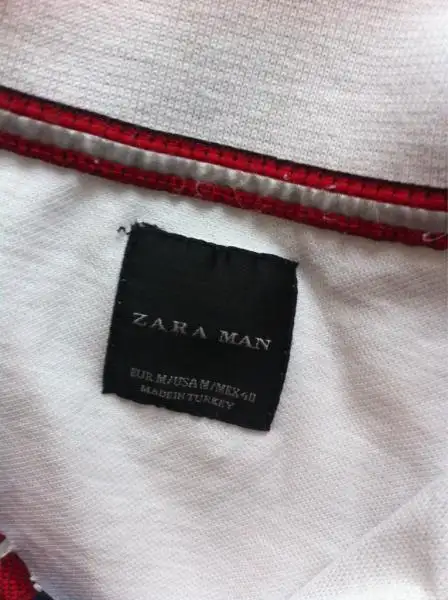 ZARA MAN
EUR M/USA M/MEX 40
MADE IN TURKEY